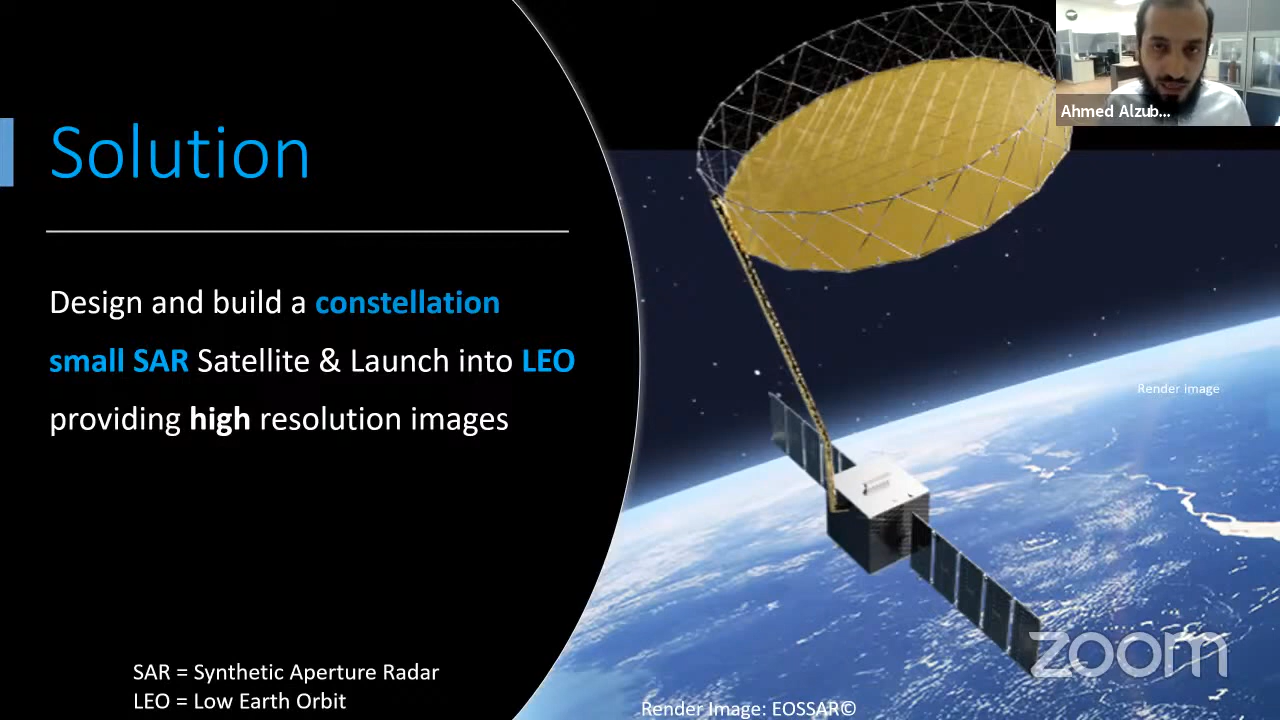 Solution
Design and build a constellation
small SAR Satellite & Launch into LEO
providing high resolution images
SAR = Synthetic Aperture Radar
LEO = Low Earth Orbit
Ahmed Alzub...
Render image
zoom
Render Image: EOSSAR©